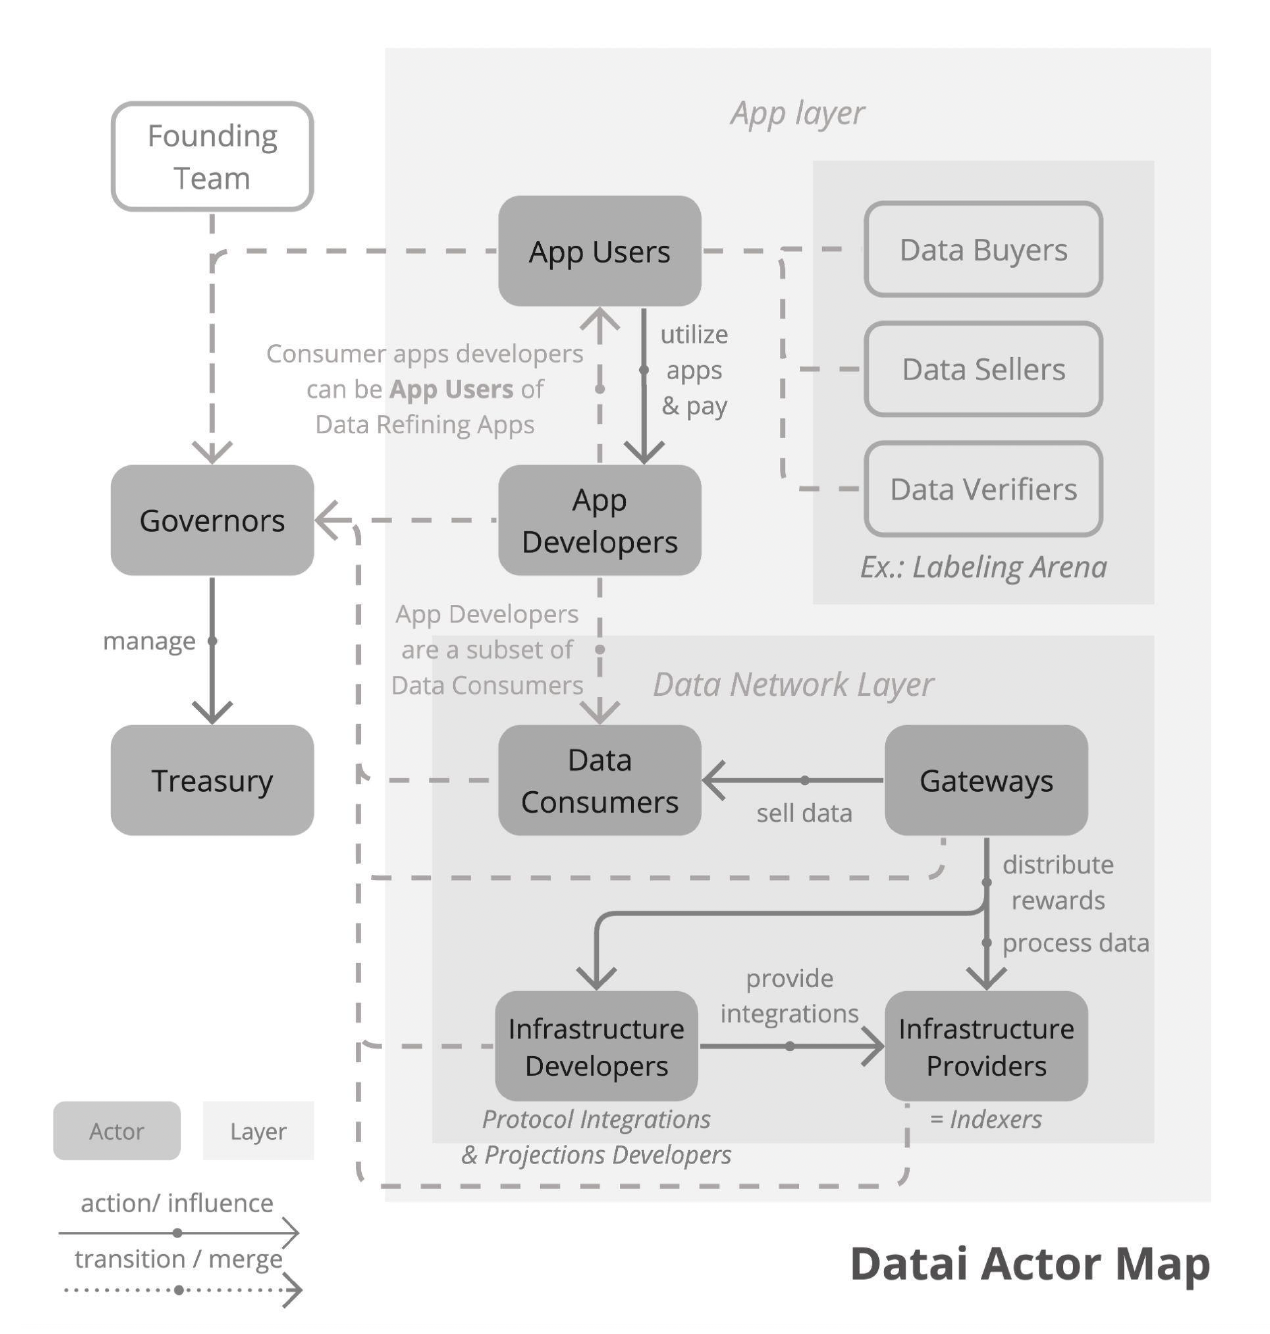 App layer
Founding
Team
App Users
Data Buyers
Data Sellers
Data Verifiers
Ex.: Labeling Arena
utilize
apps
& pay
Consumer apps developers
can be App Users of
Data Refining Apps
Governors
App
Developers
manage
App Developers
are a subset of
Data Consumers
Data Network Layer
Treasury
Data
Consumers
Gateways
sell data
distribute
rewards
process data
provide
integrations
Infrastructure
Developers
Infrastructure
Providers
Protocol Integrations
& Projections Developers
= Indexers
Actor
Layer
action/ influence
transition / merge
Datai Actor Map